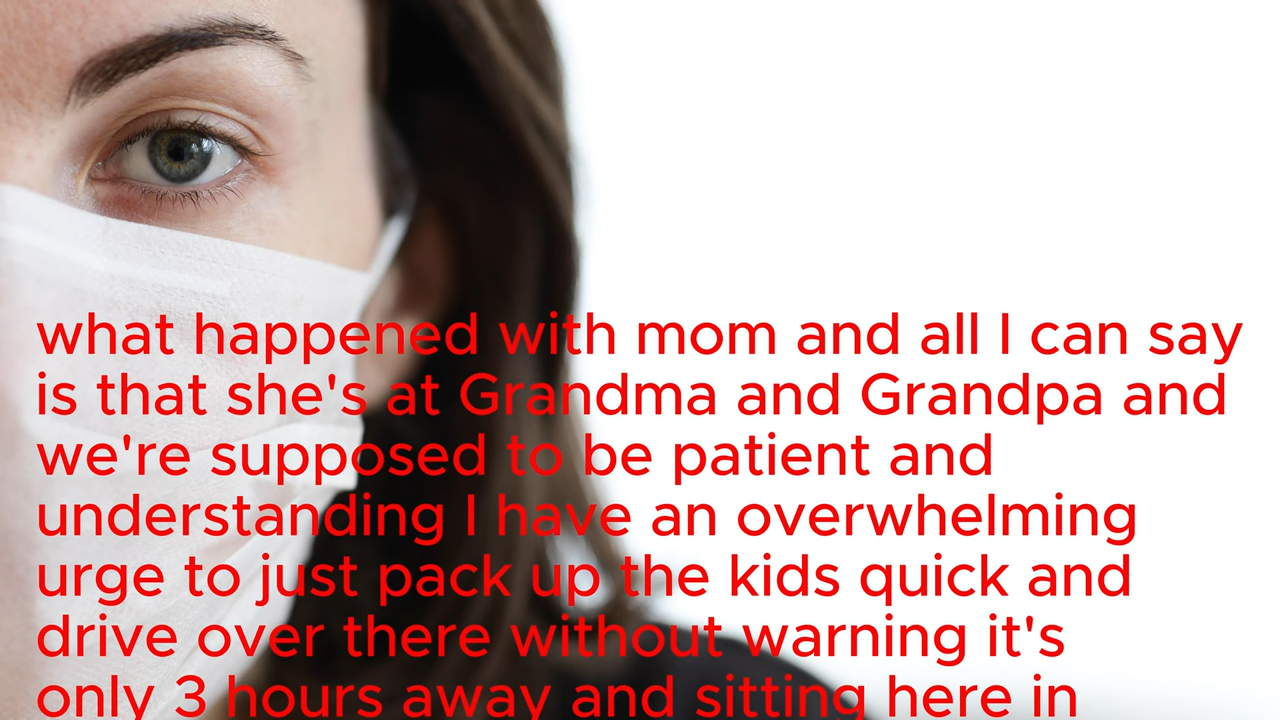 what happened with mom and all I can say
is that she's at Grandma and Grandpa and
we're supposed to be patient and
understanding I have an overwhelming
urge to just pack up the kids quick and
drive over there without warning it's
only 3 hours away and sitting here in